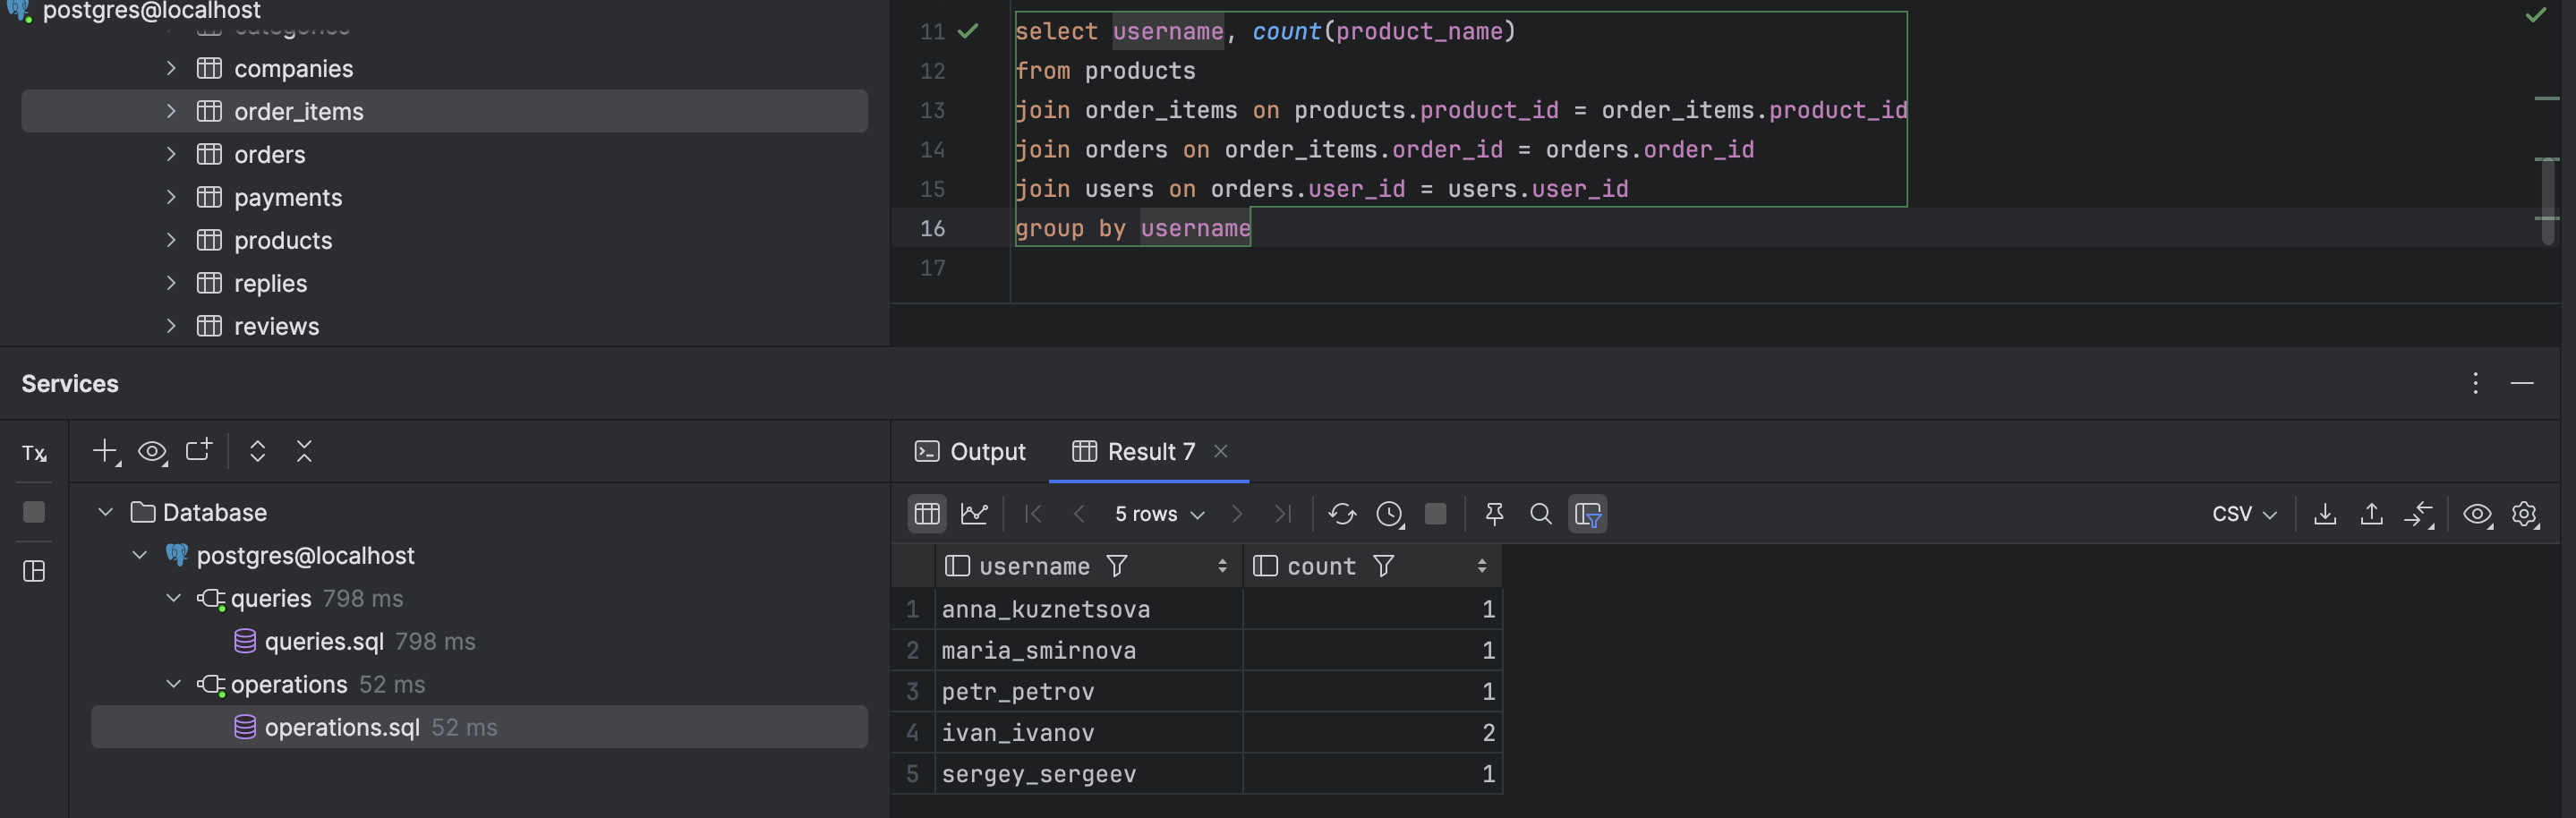 postgres@localhost
categories
companies
order_items
orders
payments
products
replies
reviews
11 select username, count(product_name)
12 from products
13 join order_items on products.product_id = order_items.product_id
14 join orders on order_items.order_id = orders.order_id
15 join users on orders.user_id = users.user_id
16 group by username
17
Services
Tx
Database
postgres@localhost
queries 798 ms
queries.sql 798 ms
operations 52 ms
operations.sql 52 ms
Output
Result 7
5 rows
CSV
username count
1 anna_kuznetsova 1
2 maria_smirnova 1
3 petr_petrov 1
4 ivan_ivanov 2
5 sergey_sergeev 1